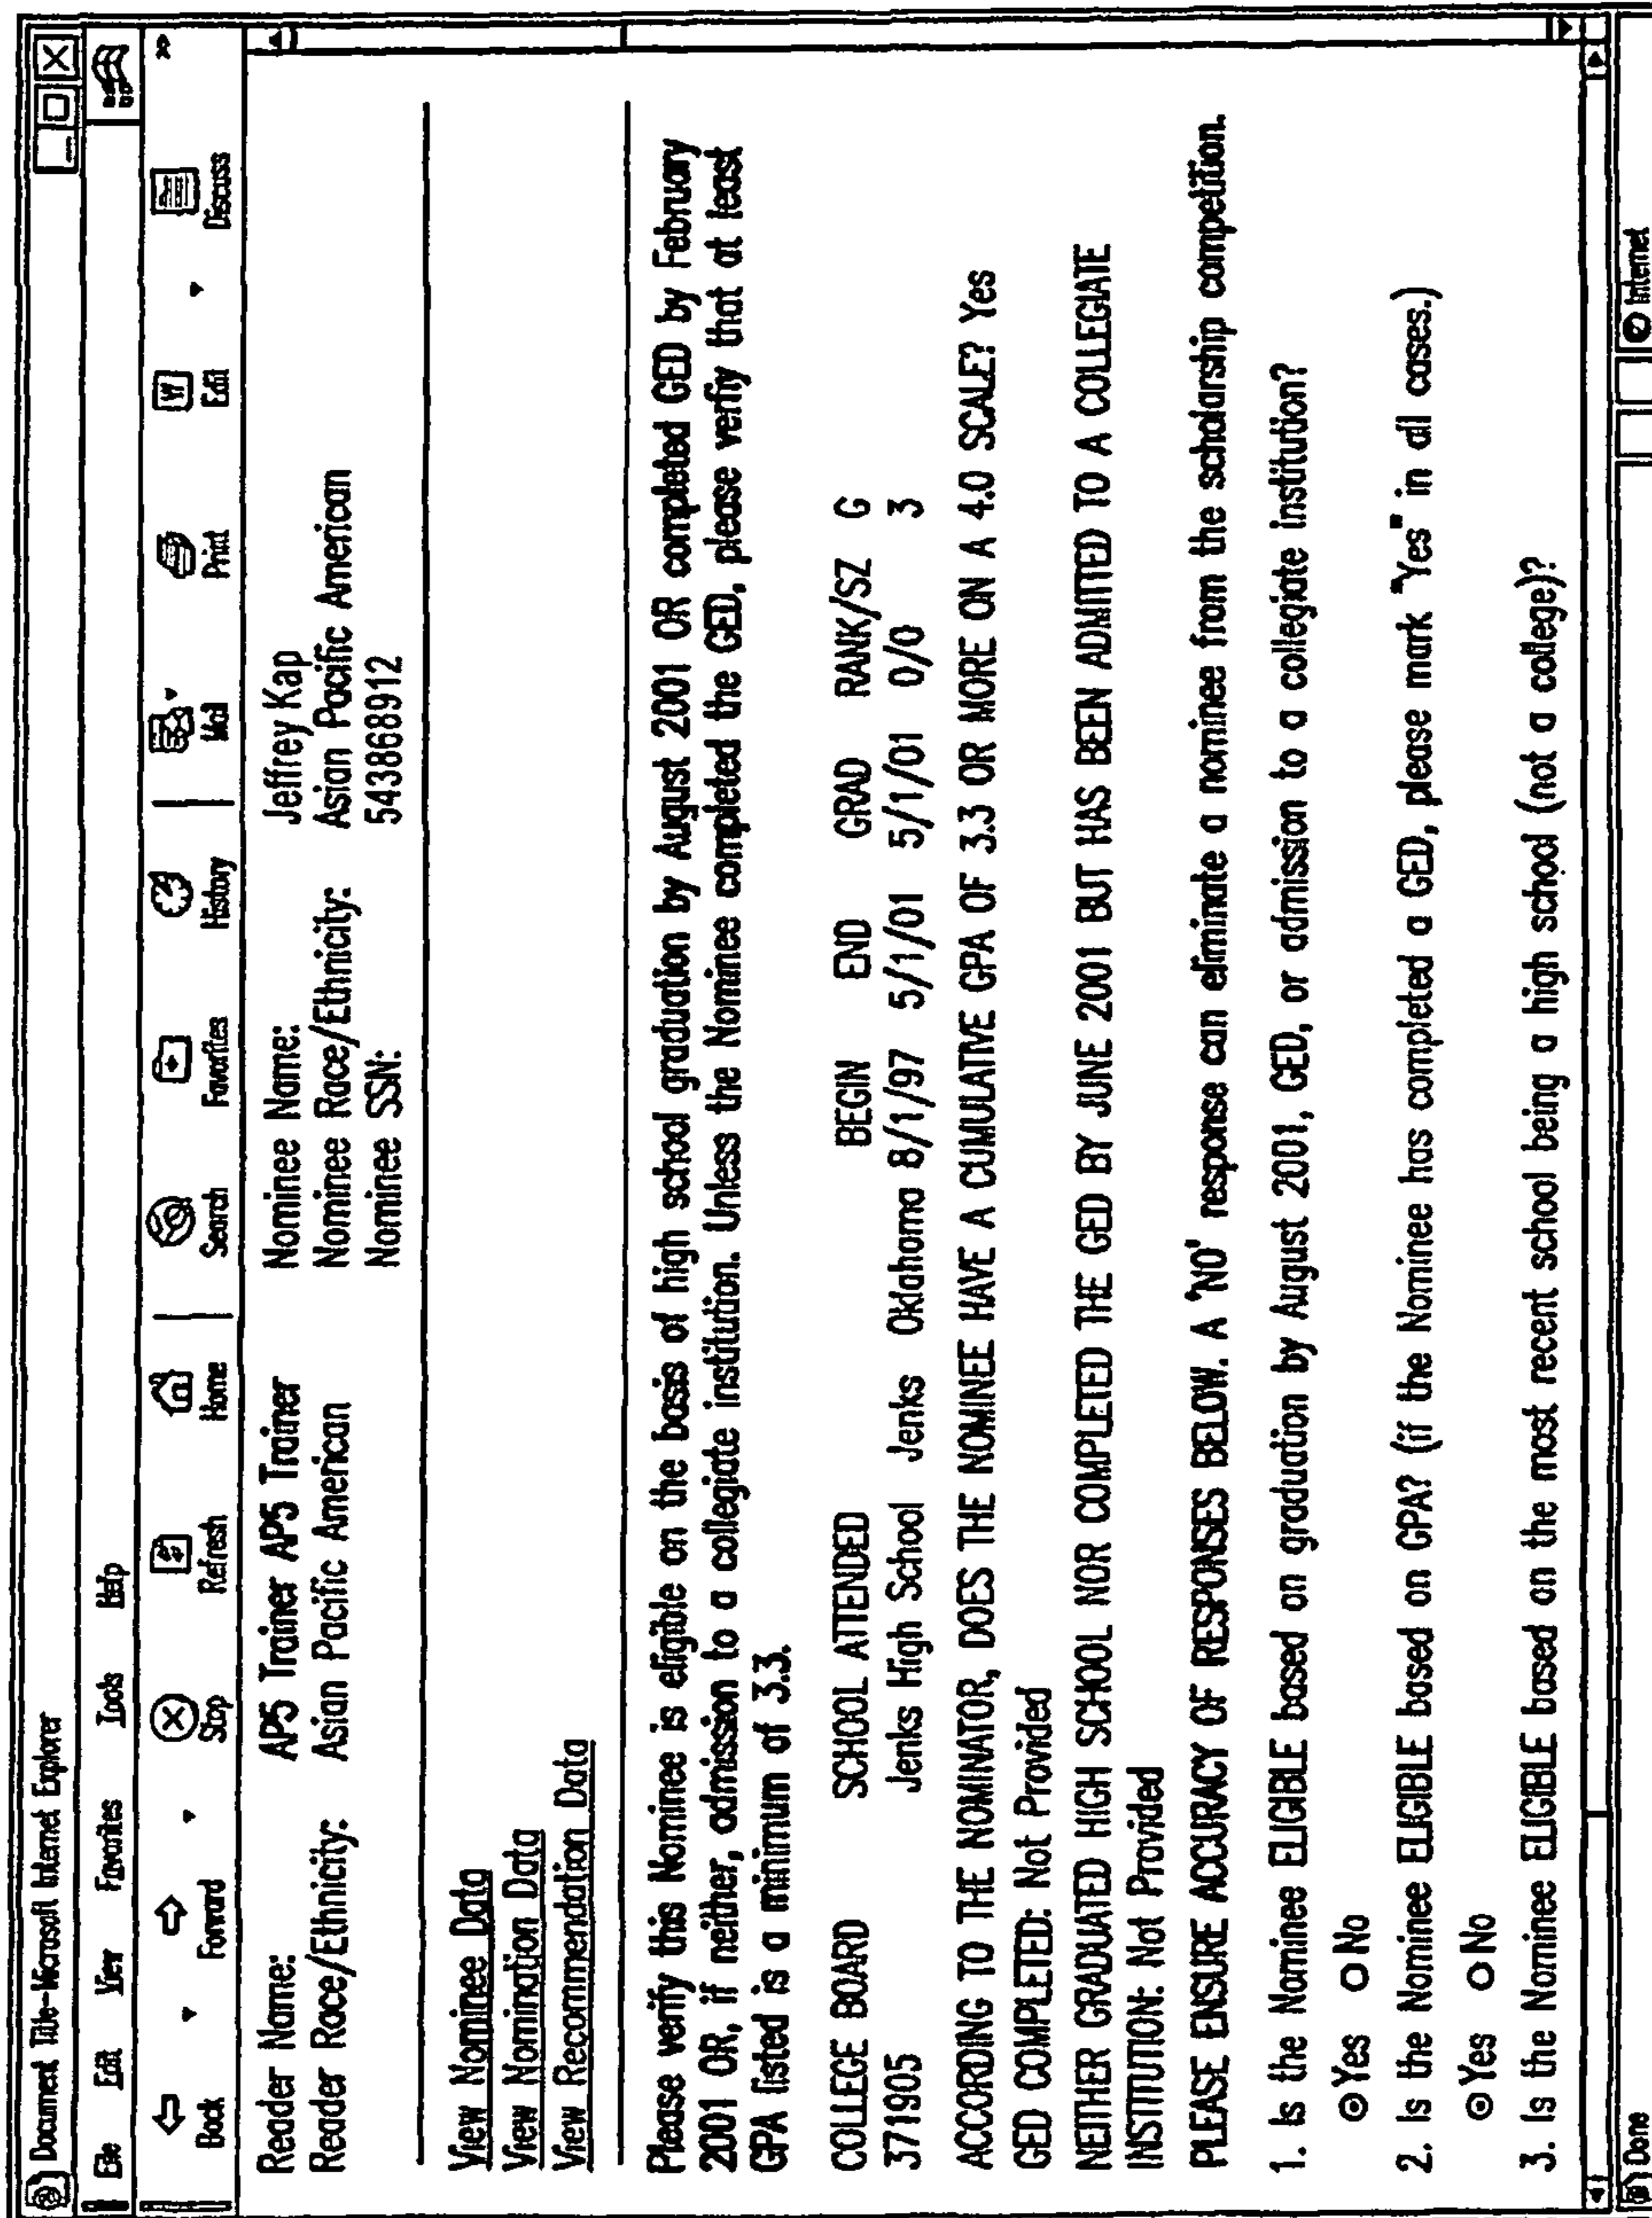 Document Title-Microsoft Internet Explorer
File Edit View Favorites Tools Help
Back Forward Stop Refresh Home Search Favorites History Mail Print Edit Discuss »
Reader Name: AP5 Trainer AP5 Trainer Nominee Name: Jeffrey Kap
Reader Race/Ethnicity: Asian Pacific American Nominee Race/Ethnicity: Asian Pacific American
Nominee SSN: 543868912
View Nominee Data
View Nomination Data
View Recommendation Data
Please verify this Nominee is eligible on the basis of high school graduation by August 2001 OR completed GED by February
2001 OR, if neither, admission to a collegiate institution. Unless the Nominee completed the GED, please verfiy that at least
GPA listed is a minimum of 3.3.
COLLEGE BOARD SCHOOL ATTENDED BEGIN END GRAD RANK/SZ G
371905 Jenks High School Jenks Oklahoma 8/1/97 5/1/01 5/1/01 0/0 3
ACCORDING TO THE NOMINATOR, DOES THE NOMINEE HAVE A CUMULATIVE GPA OF 3.3 OR MORE ON A 4.0 SCALE? Yes
GED COMPLETED: Not Provided
NEITHER GRADUATED HIGH SCHOOL NOR COMPLETED THE GED BY JUNE 2001 BUT HAS BEEN ADMITTED TO A COLLEGIATE
INSTITUTION: Not Provided
PLEASE ENSURE ACCURACY OF RESPONSES BELOW. A 'NO' response can eliminate a nominee from the scholarship competition.
1. Is the Nominee ELIGIBLE based on graduation by August 2001, GED, or admission to a collegiate institution?
Yes No
2. Is the Nominee ELIGIBLE based on GPA? (if the Nominee has completed a GED, please mark "Yes" in all cases.)
Yes No
3. Is the Nominee ELIGIBLE based on the most recent school being a high school (not a college)?
Done Internet